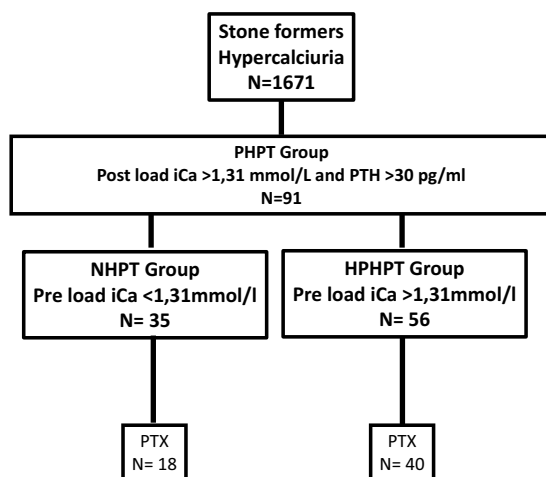 Stone formers
Hypercalciuria
N=1671
PHPT Group
Post load iCa >1,31 mmol/L and PTH >30 pg/ml
N=91
NHPT Group
Pre load iCa <1,31mmol/l
N= 35
HPHPT Group
Pre load iCa >1,31mmol/l
N= 56
PTX
N= 18
PTX
N= 40